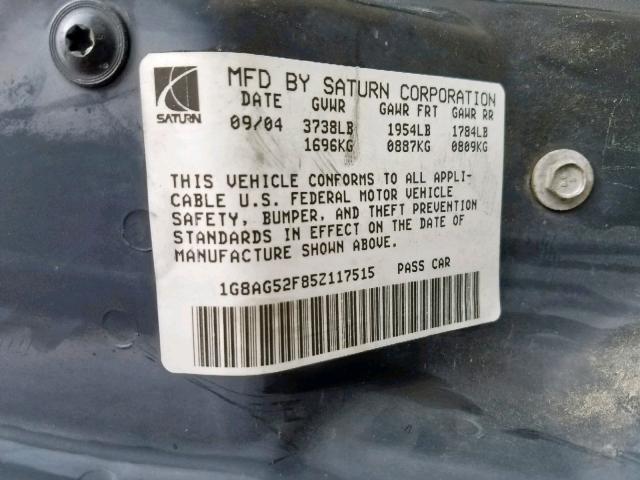 SATURN
MFD BY SATURN CORPORATION
DATE GVWR GAWR FRT GAWR RR
09/04 3738LB 1954LB 1784LB
1696KG 0887KG 0809KG
THIS VEHICLE CONFORMS TO ALL APPLI-
CABLE U.S. FEDERAL MOTOR VEHICLE
SAFETY, BUMPER, AND THEFT PREVENTION
STANDARDS IN EFFECT ON THE DATE OF
MANUFACTURE SHOWN ABOVE.
1G8AG52F85Z117515 PASS CAR